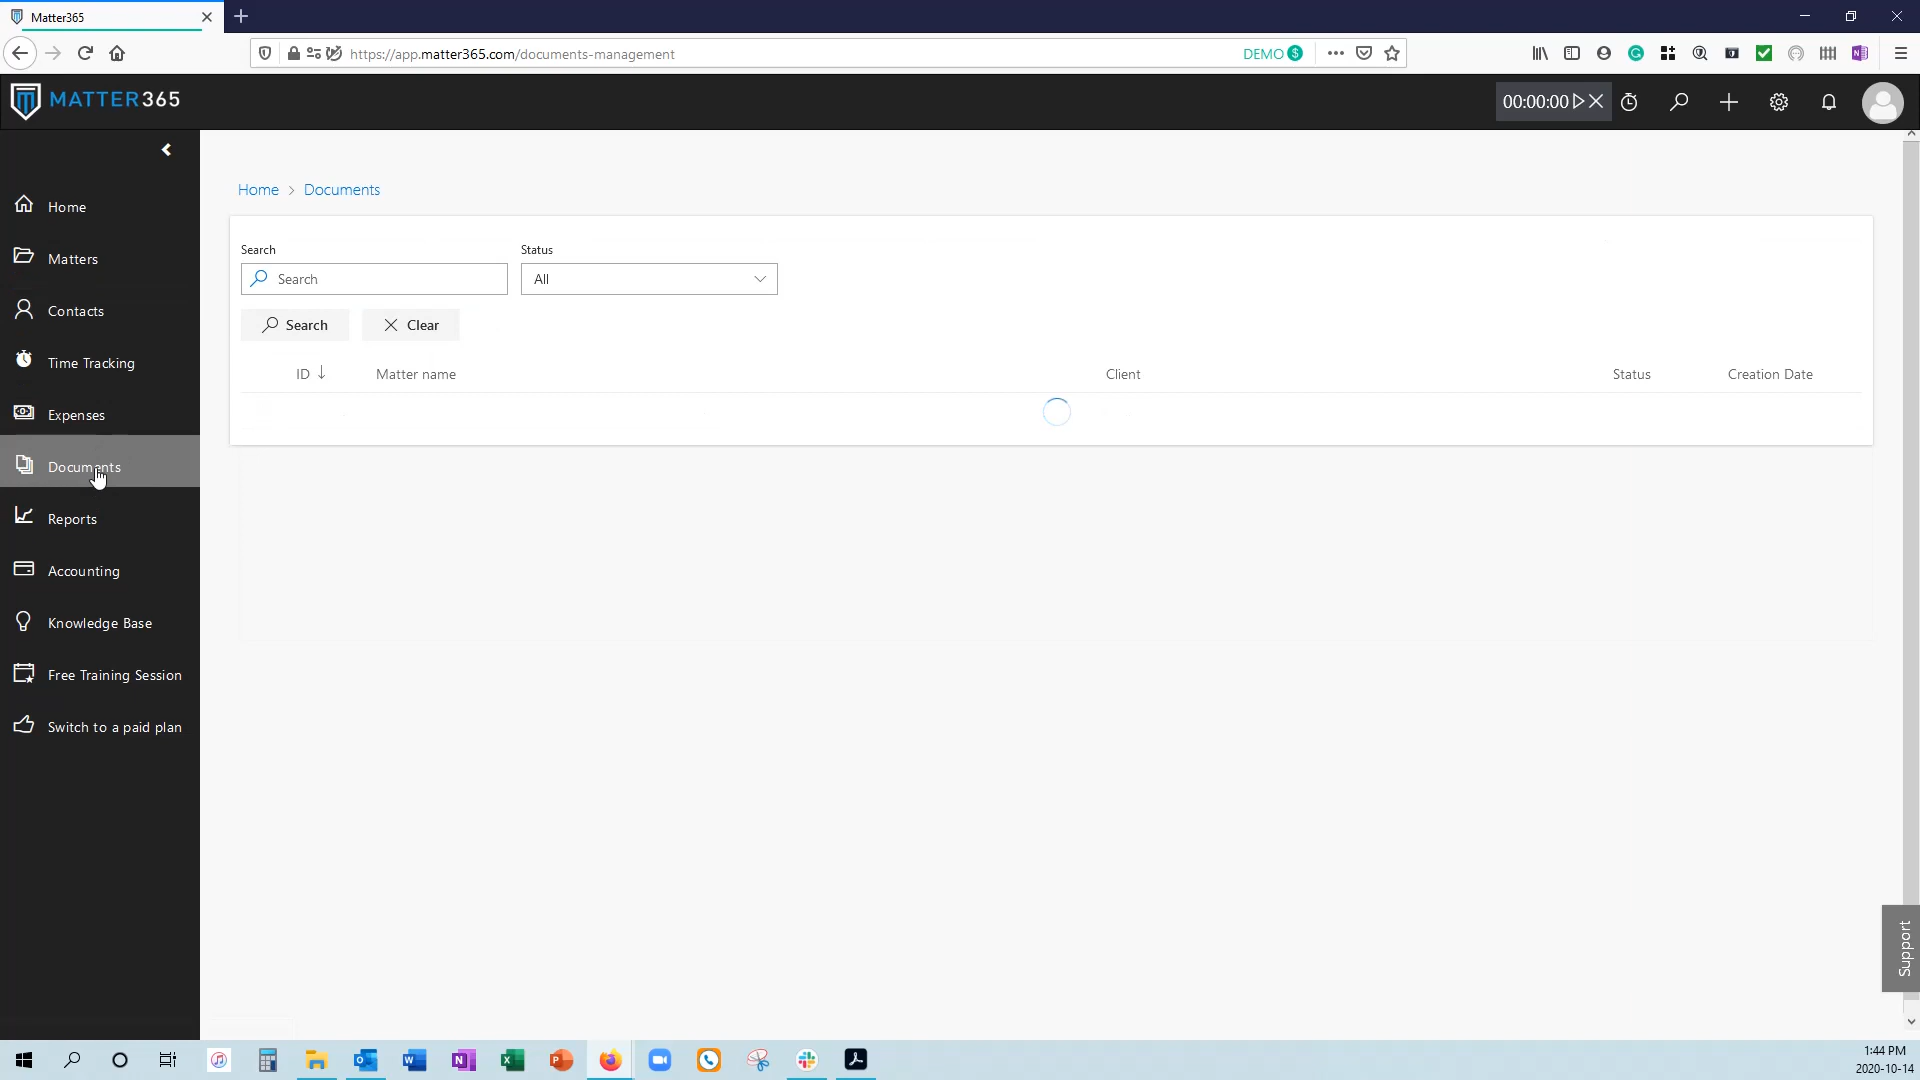 Matter365
https://app.matter365.com/documents-management
DEMO
MATTER365
00:00:00
Home
Matters
Contacts
Time Tracking
Expenses
Documents
Reports
Accounting
Knowledge Base
Free Training Session
Switch to a paid plan
Home > Documents
Search Status
Search All
Search Clear
ID Matter name Client Status Creation Date
Support
1:44 PM
2020-10-14